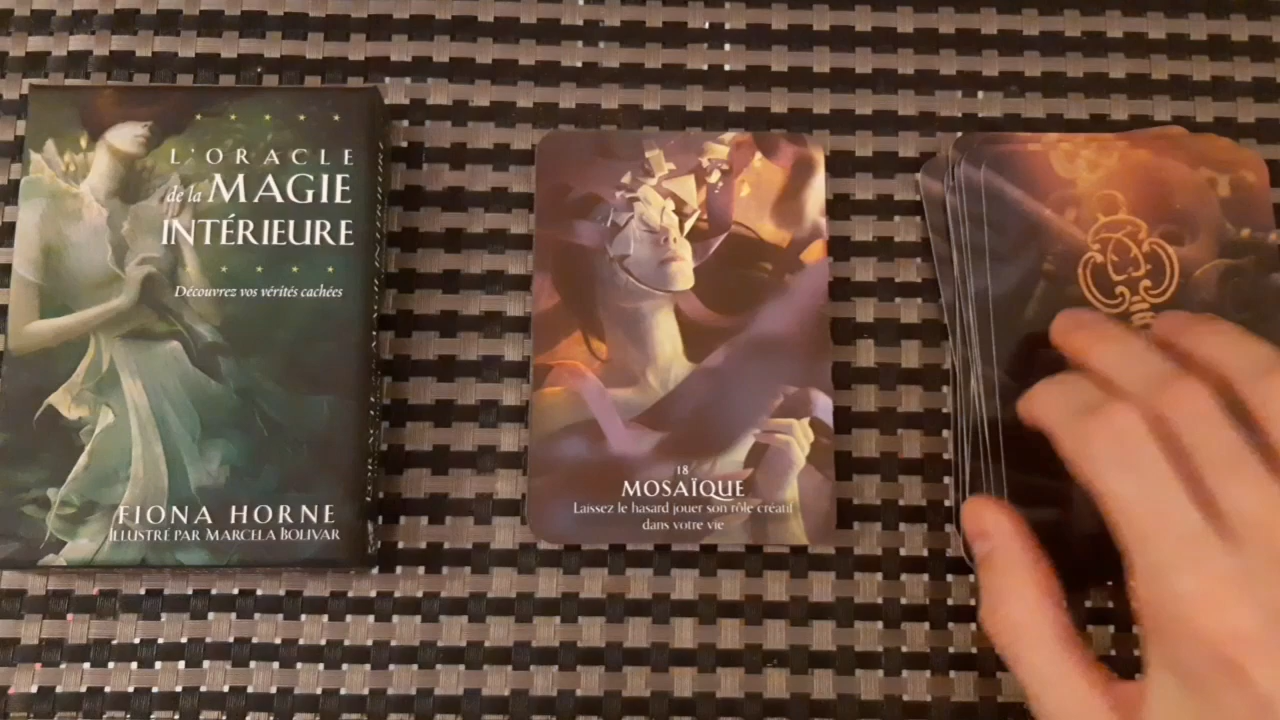 L'ORACLE
de la MAGIE
INTÉRIEURE
Découvrez vos vérités cachées
FIONA HORNE
ILLUSTRÉ PAR MARCELA BOLIVAR
18
MOSAÏQUE
Laissez le hasard jouer son rôle créatif
dans votre vie